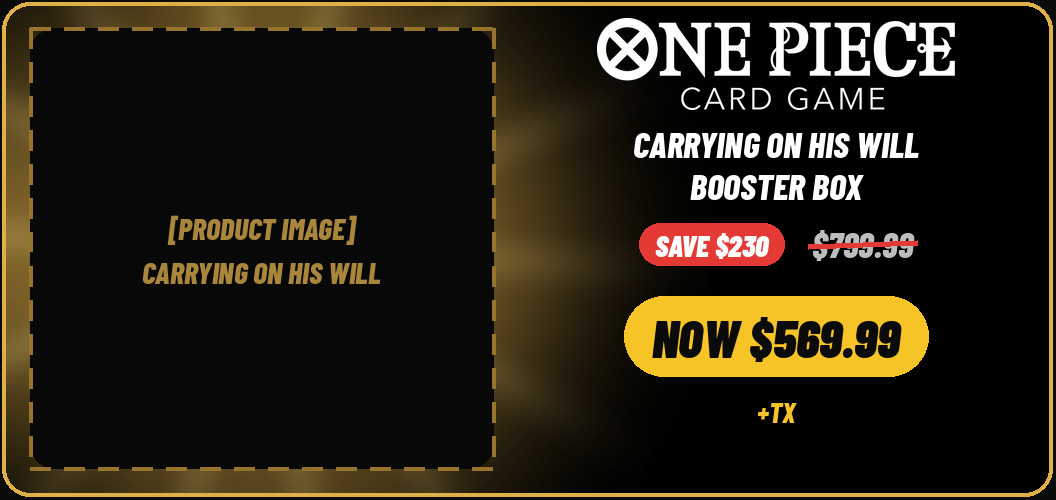 [PRODUCT IMAGE]
CARRYING ON HIS WILL
ONE PIECE
CARD GAME
CARRYING ON HIS WILL
BOOSTER BOX
SAVE $230 $799.99
NOW $569.99
+TX